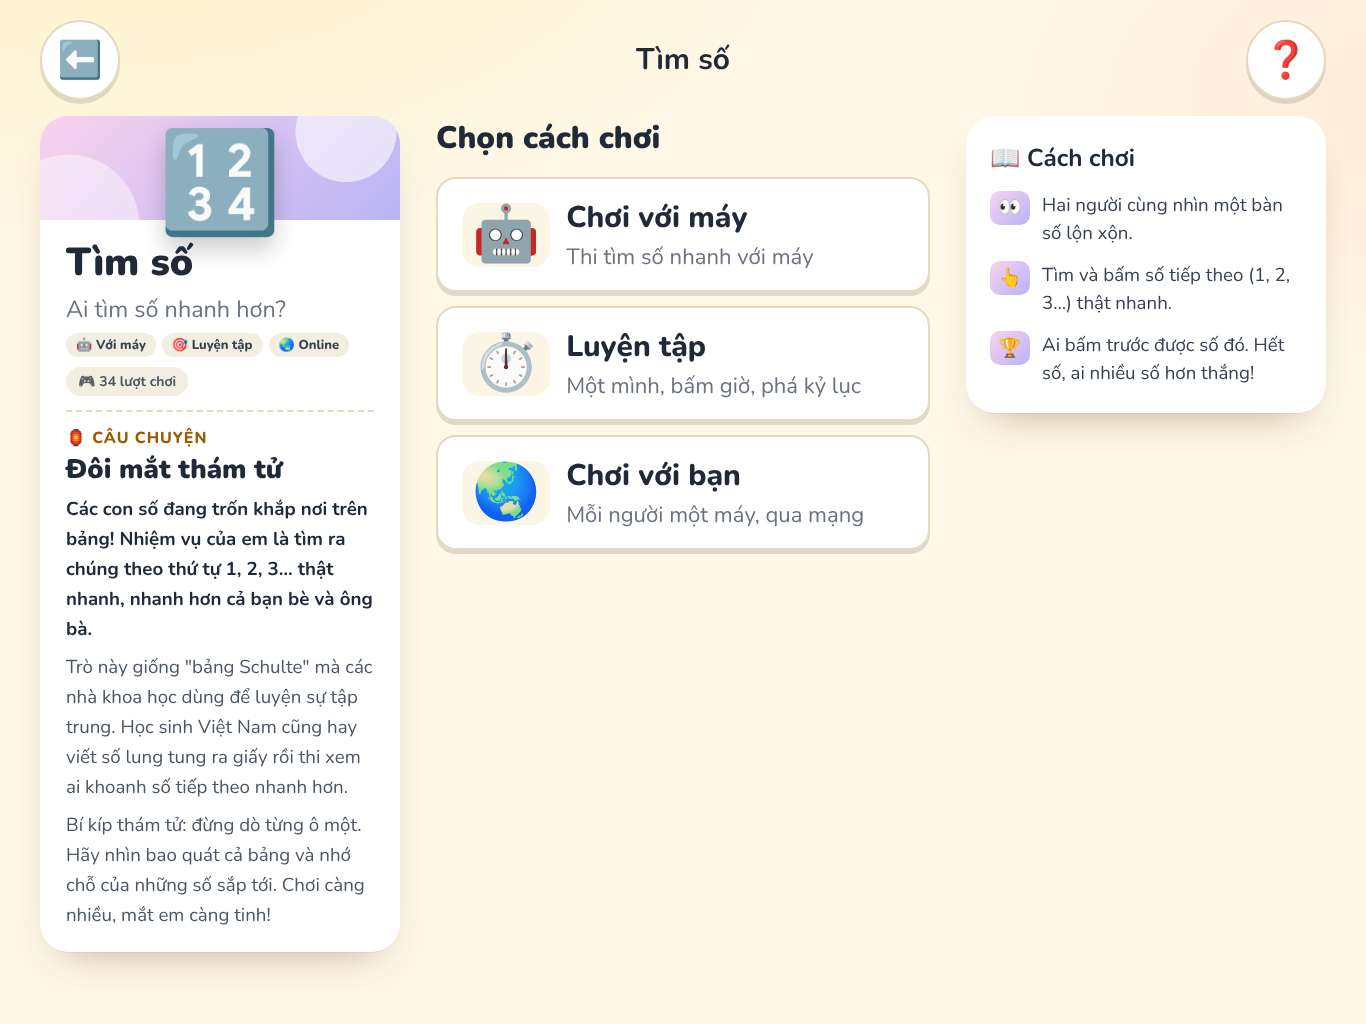 Tìm số
1 2
3 4
Tìm số
Ai tìm số nhanh hơn?
Với máy
Luyện tập
Online
34 lượt chơi
CÂU CHUYỆN
Đôi mắt thám tử
Các con số đang trốn khắp nơi trên
bảng! Nhiệm vụ của em là tìm ra
chúng theo thứ tự 1, 2, 3... thật
nhanh, nhanh hơn cả bạn bè và ông
bà.
Trò này giống "bảng Schulte" mà các
nhà khoa học dùng để luyện sự tập
trung. Học sinh Việt Nam cũng hay
viết số lung tung ra giấy rồi thi xem
ai khoanh số tiếp theo nhanh hơn.
Bí kíp thám tử: đừng dò từng ô một.
Hãy nhìn bao quát cả bảng và nhớ
chỗ của những số sắp tới. Chơi càng
nhiều, mắt em càng tinh!
Chọn cách chơi
Chơi với máy
Thi tìm số nhanh với máy
Luyện tập
Một mình, bấm giờ, phá kỷ lục
Chơi với bạn
Mỗi người một máy, qua mạng
Cách chơi
Hai người cùng nhìn một bàn
số lộn xộn.
Tìm và bấm số tiếp theo (1, 2,
3...) thật nhanh.
Ai bấm trước được số đó. Hết
số, ai nhiều số hơn thắng!